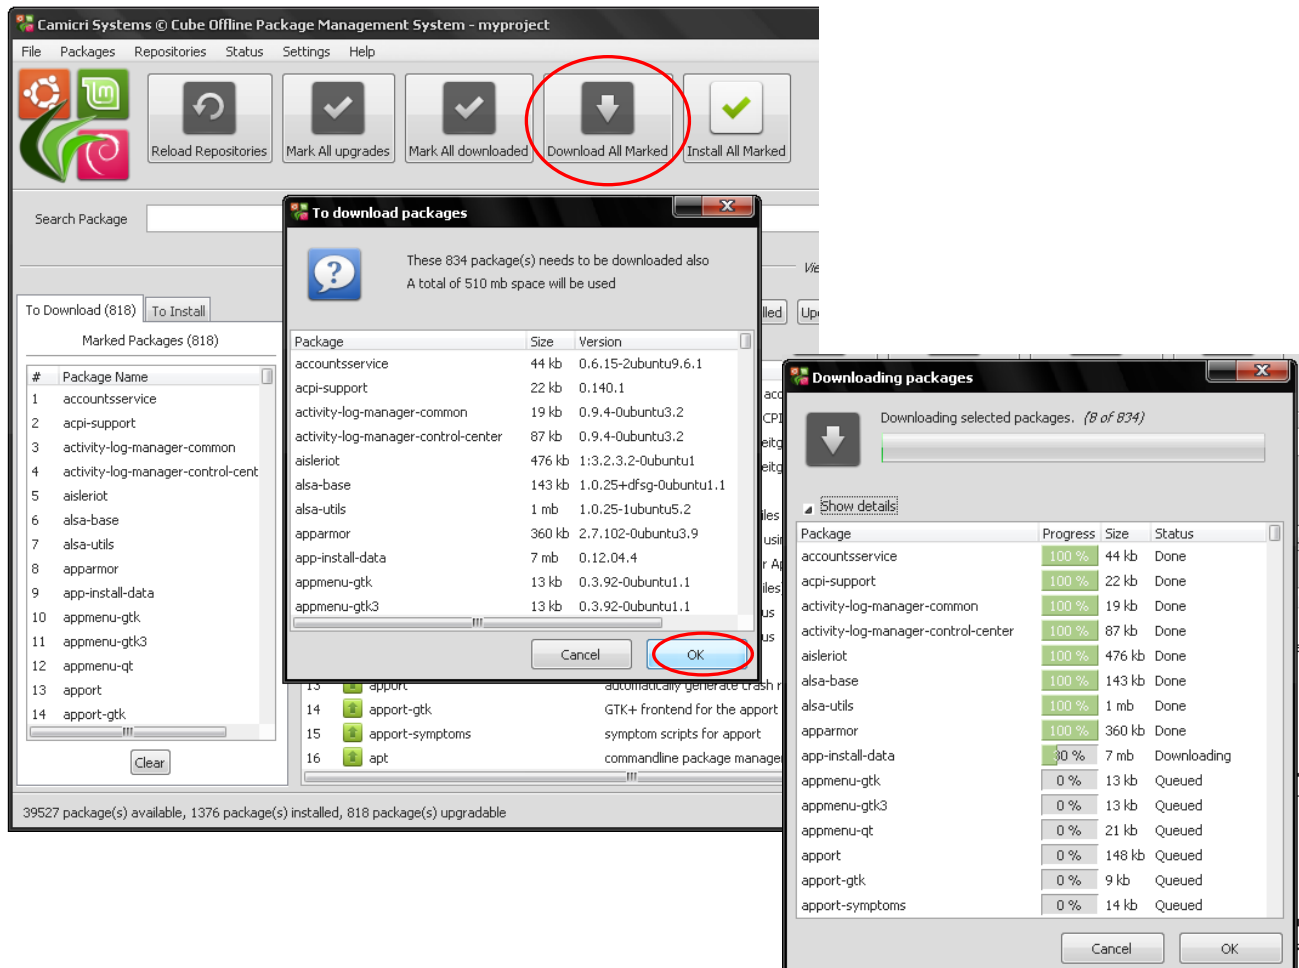 Camicri Systems © Cube Offline Package Management System - myproject
File Packages Repositories Status Settings Help
Reload Repositories Mark All upgrades Mark All downloaded Download All Marked Install All Marked
Search Package
To Download (818) To Install
Marked Packages (818)
# Package Name
1 accountsservice
2 acpi-support
3 activity-log-manager-common
4 activity-log-manager-control-cent
5 aisleriot
6 alsa-base
7 alsa-utils
8 apparmor
9 app-install-data
10 appmenu-gtk
11 appmenu-gtk3
12 appmenu-qt
13 apport
14 apport-gtk
Clear
13 apport automatically generate crash r
14 apport-gtk GTK+ frontend for the apport
15 apport-symptoms symptom scripts for apport
16 apt commandline package manage
39527 package(s) available, 1376 package(s) installed, 818 package(s) upgradable
To download packages
These 834 package(s) needs to be downloaded also
A total of 510 mb space will be used
Package Size Version
accountsservice 44 kb 0.6.15-2ubuntu9.6.1
acpi-support 22 kb 0.140.1
activity-log-manager-common 19 kb 0.9.4-0ubuntu3.2
activity-log-manager-control-center 87 kb 0.9.4-0ubuntu3.2
aisleriot 476 kb 1:3.2.3.2-0ubuntu1
alsa-base 143 kb 1.0.25+dfsg-0ubuntu1.1
alsa-utils 1 mb 1.0.25-1ubuntu5.2
apparmor 360 kb 2.7.102-0ubuntu3.9
app-install-data 7 mb 0.12.04.4
appmenu-gtk 13 kb 0.3.92-0ubuntu1.1
appmenu-gtk3 13 kb 0.3.92-0ubuntu1.1
Cancel OK
Downloading packages
Downloading selected packages. (8 of 834)
Show details
Package Progress Size Status
accountsservice 100 % 44 kb Done
acpi-support 100 % 22 kb Done
activity-log-manager-common 100 % 19 kb Done
activity-log-manager-control-center 100 % 87 kb Done
aisleriot 100 % 476 kb Done
alsa-base 100 % 143 kb Done
alsa-utils 100 % 1 mb Done
apparmor 100 % 360 kb Done
app-install-data 30 % 7 mb Downloading
appmenu-gtk 0 % 13 kb Queued
appmenu-gtk3 0 % 13 kb Queued
appmenu-qt 0 % 21 kb Queued
apport 0 % 148 kb Queued
apport-gtk 0 % 9 kb Queued
apport-symptoms 0 % 14 kb Queued
Cancel OK